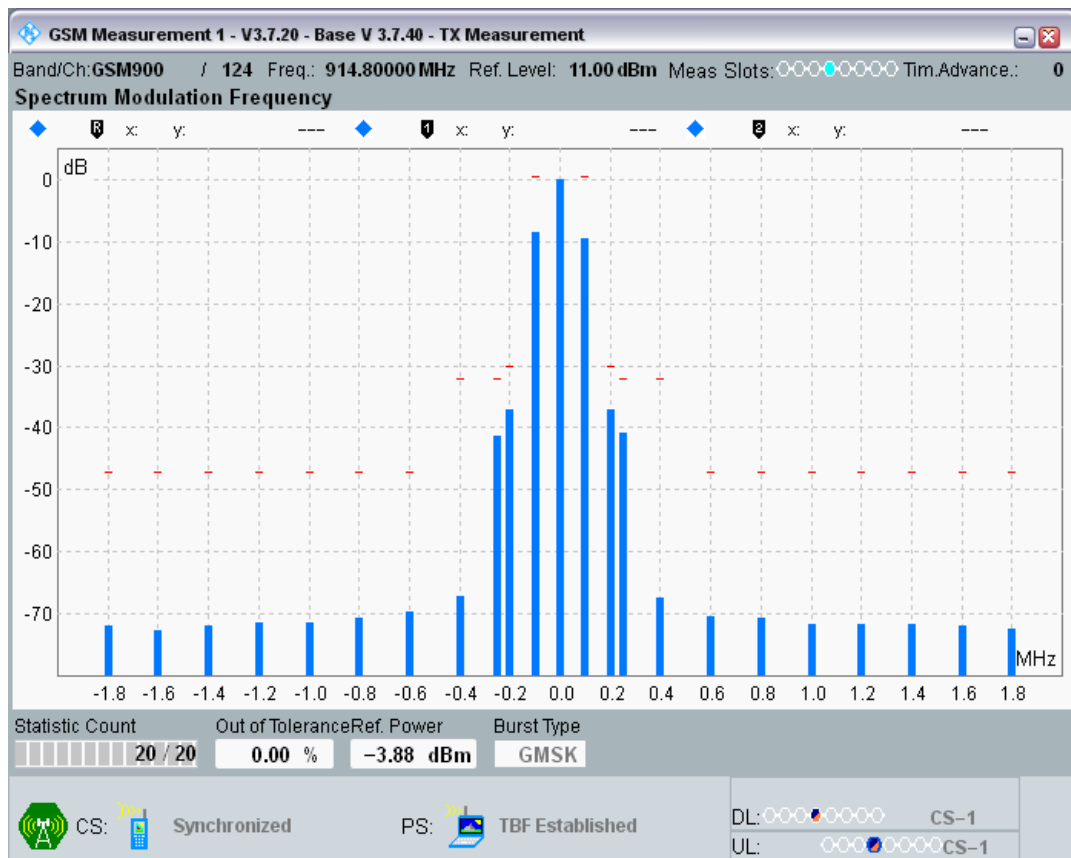 GSM Measurement 1 - V3.7.20 - Base V 3.7.40 - TX Measurement
Band/Ch:GSM900 / 124 Freq.: 914.80000 MHz Ref. Level: 11.00 dBm Meas Slots: Tim.Advance.: 0
Spectrum Modulation Frequency
R x: y: --- 1 x: y: --- 2 x: y: ---
dB
0
-10
-20
-30
-40
-50
-60
-70
MHz
-1.8 -1.6 -1.4 -1.2 -1.0 -0.8 -0.6 -0.4 -0.2 0.0 0.2 0.4 0.6 0.8 1.0 1.2 1.4 1.6 1.8
Statistic Count Out of Tolerance Ref. Power Burst Type
20 / 20 0.00 % -3.88 dBm GMSK
CS: Synchronized PS: TBF Established DL: CS-1
UL: CS-1